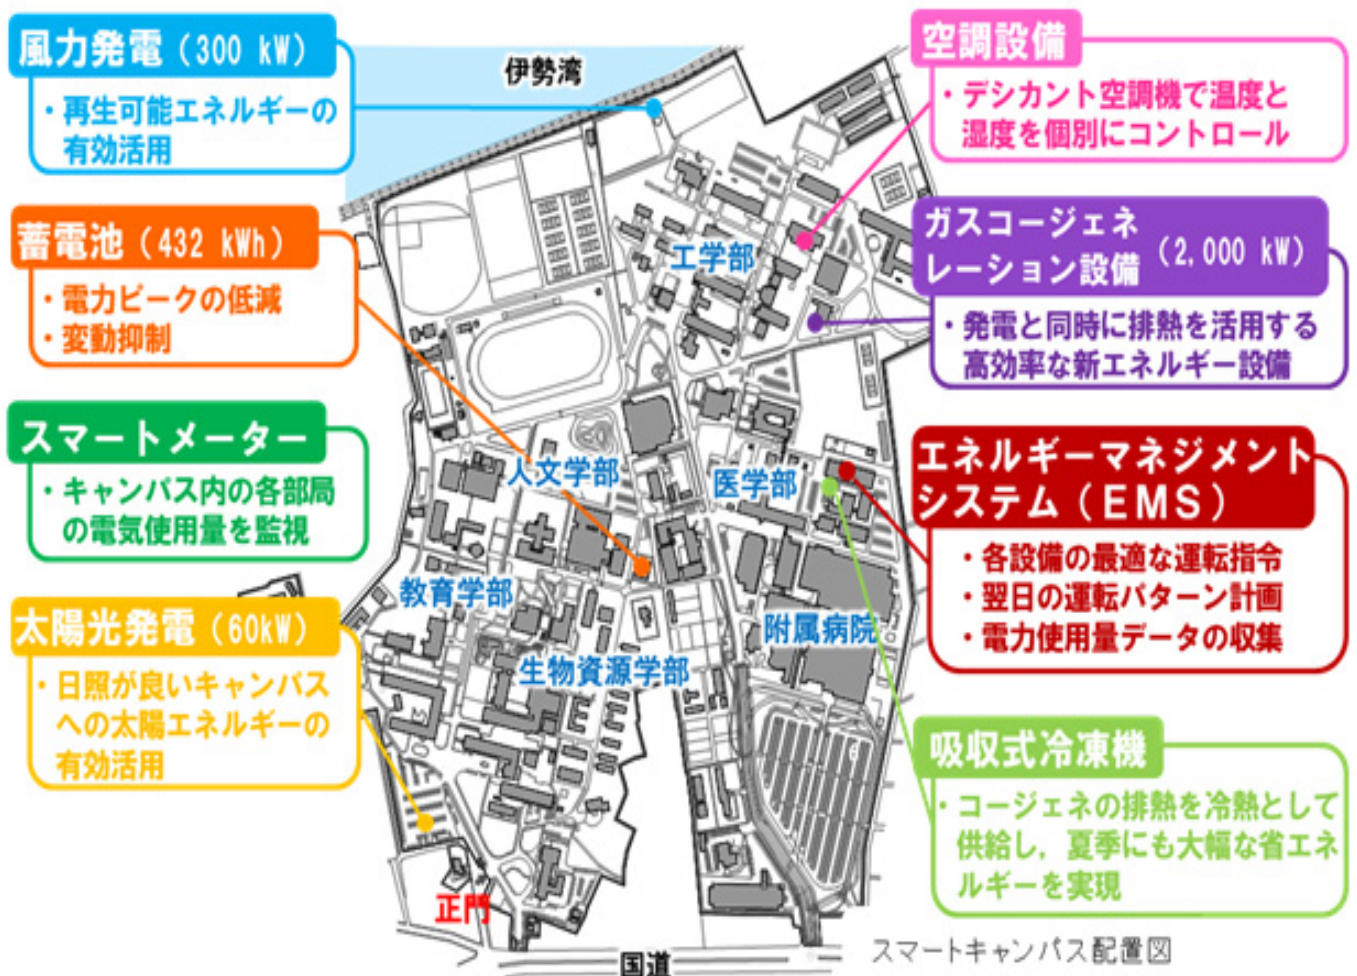 風力発電（300 kW）
・再生可能エネルギーの
有効活用
蓄電池（432 kWh）
・電力ピークの低減
・変動抑制
スマートメーター
・キャンパス内の各部局
の電気使用量を監視
太陽光発電（60kW）
・日照が良いキャンパス
への太陽エネルギーの
有効活用
伊勢湾
工学部
人文学部
医学部
教育学部
附属病院
生物資源学部
正門
国道
空調設備
・デシカント空調機で温度と
湿度を個別にコントロール
ガスコージェネ
レーション設備（2,000 kW）
・発電と同時に排熱を活用する
高効率な新エネルギー設備
エネルギーマネジメント
システム（EMS）
・各設備の最適な運転指令
・翌日の運転パターン計画
・電力使用量データの収集
吸収式冷凍機
・コージェネの排熱を冷熱として
供給し，夏季にも大幅な省エネ
ルギーを実現
スマートキャンパス配置図